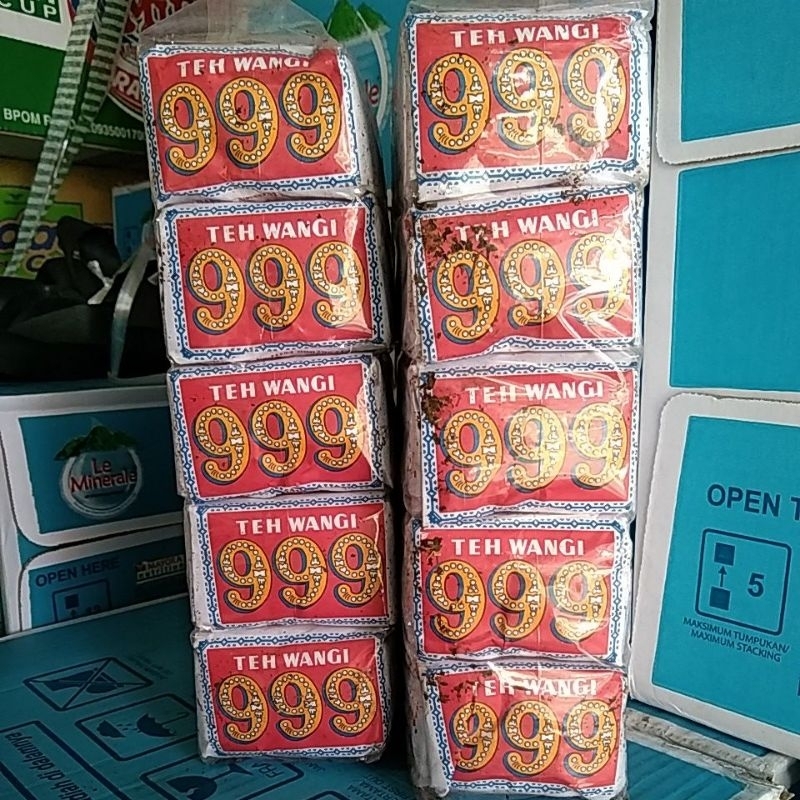 CUP
BPOM
TEH WANGI
999
TEH WANGI
999
TEH WANGI
999
TEH WANGI
999
TEH WANGI
999
TEH WANGI
999
TEH WANGI
999
TEH WANGI
999
TEH WANGI
999
TEH WANGI
999
Le
Minerale
OPEN HERE
OPEN T
5
MAKSIMUM TUMPUKAN/
MAXIMUM STACKING